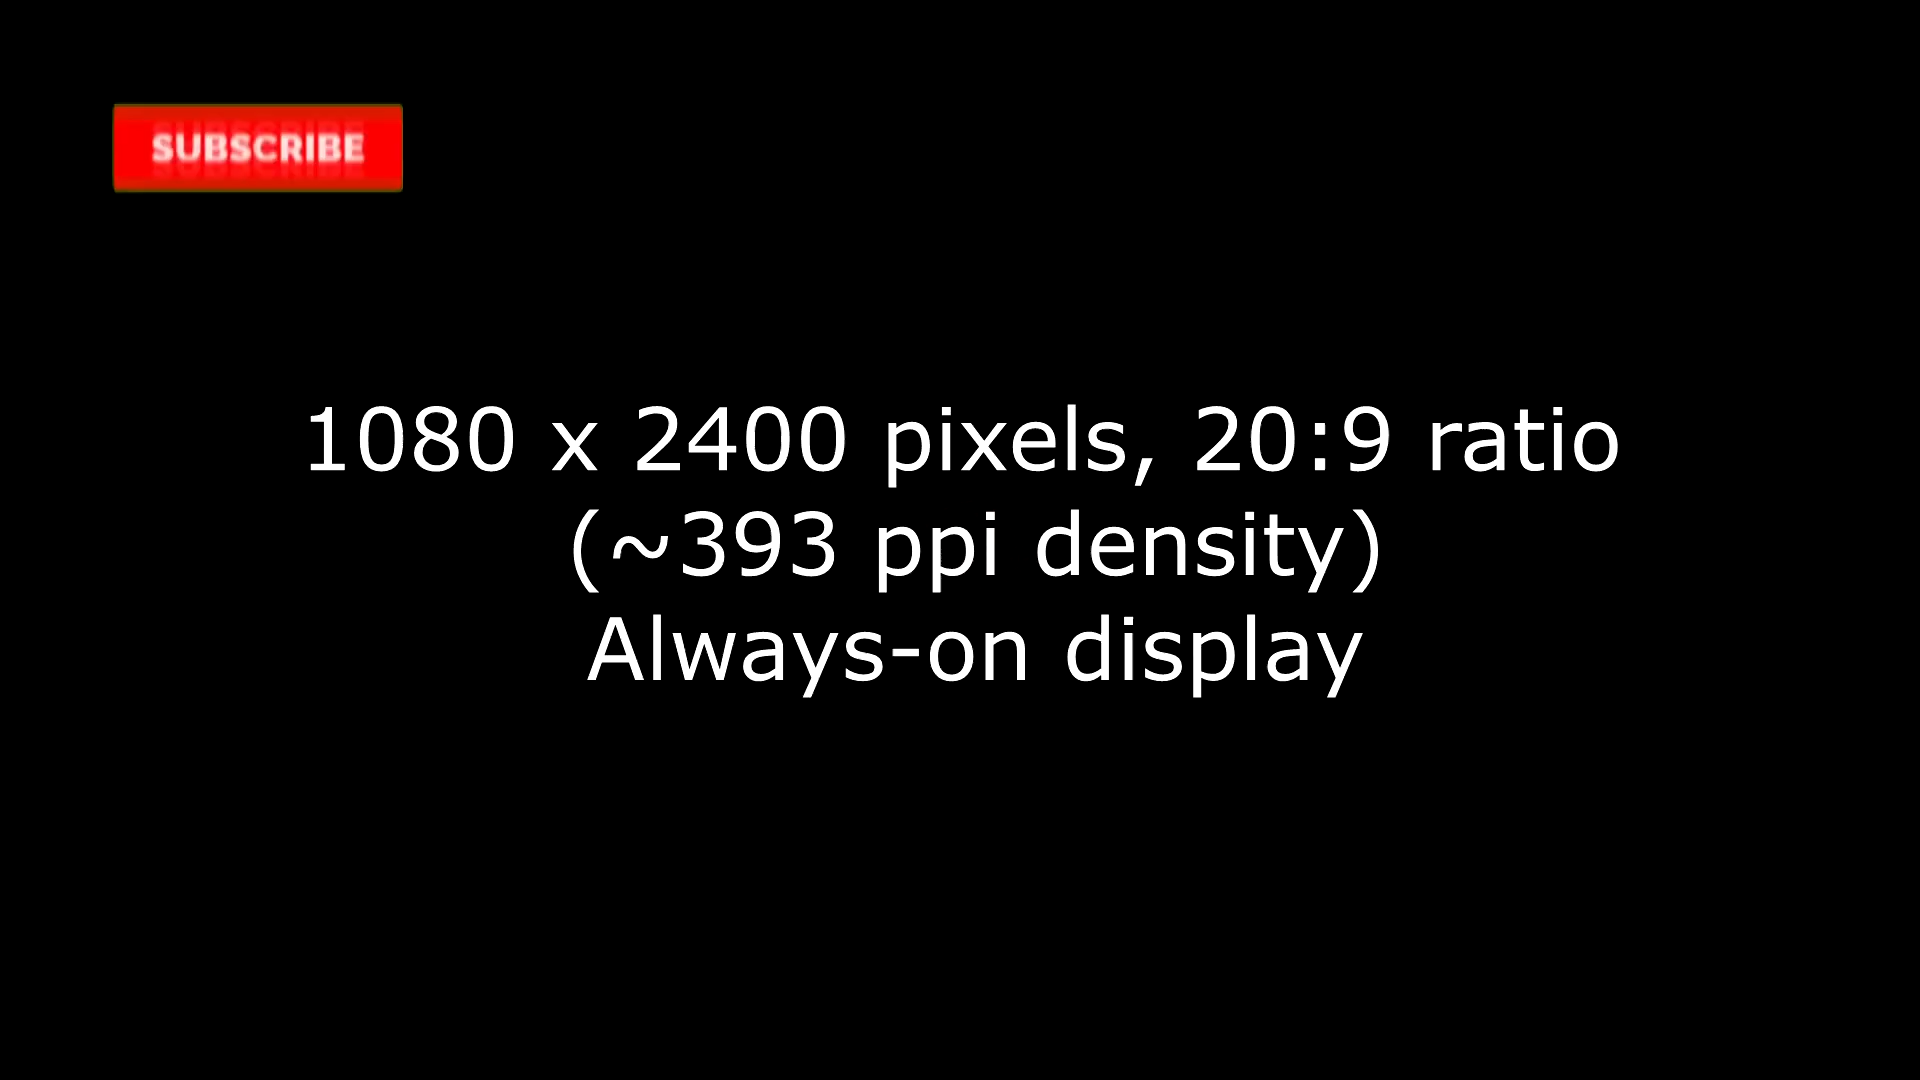 SUBSCRIBE
1080 x 2400 pixels, 20:9 ratio
(~393 ppi density)
Always-on display